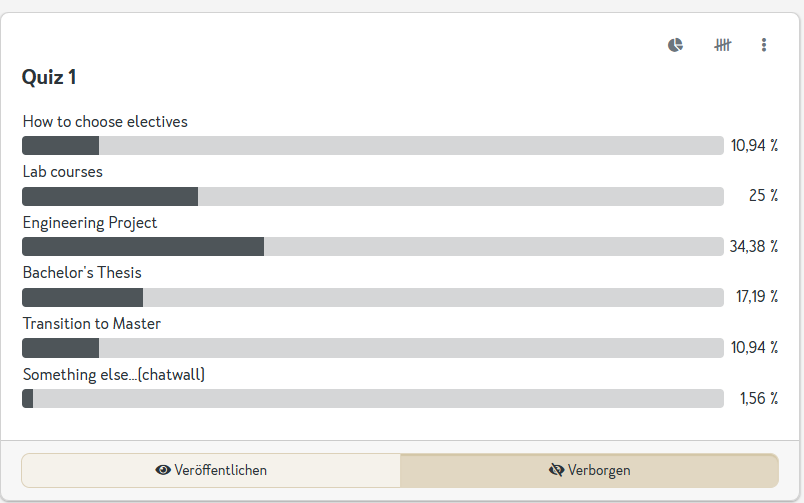 Quiz 1
How to choose electives
10,94 %
Lab courses
25 %
Engineering Project
34,38 %
Bachelor's Thesis
17,19 %
Transition to Master
10,94 %
Something else...(chatwall)
1,56 %
Veröffentlichen
Verborgen